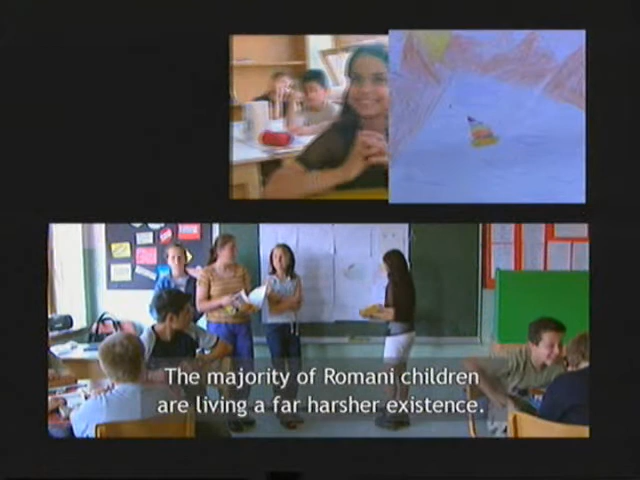 The majority of Romani children
are living a far harsher existence.